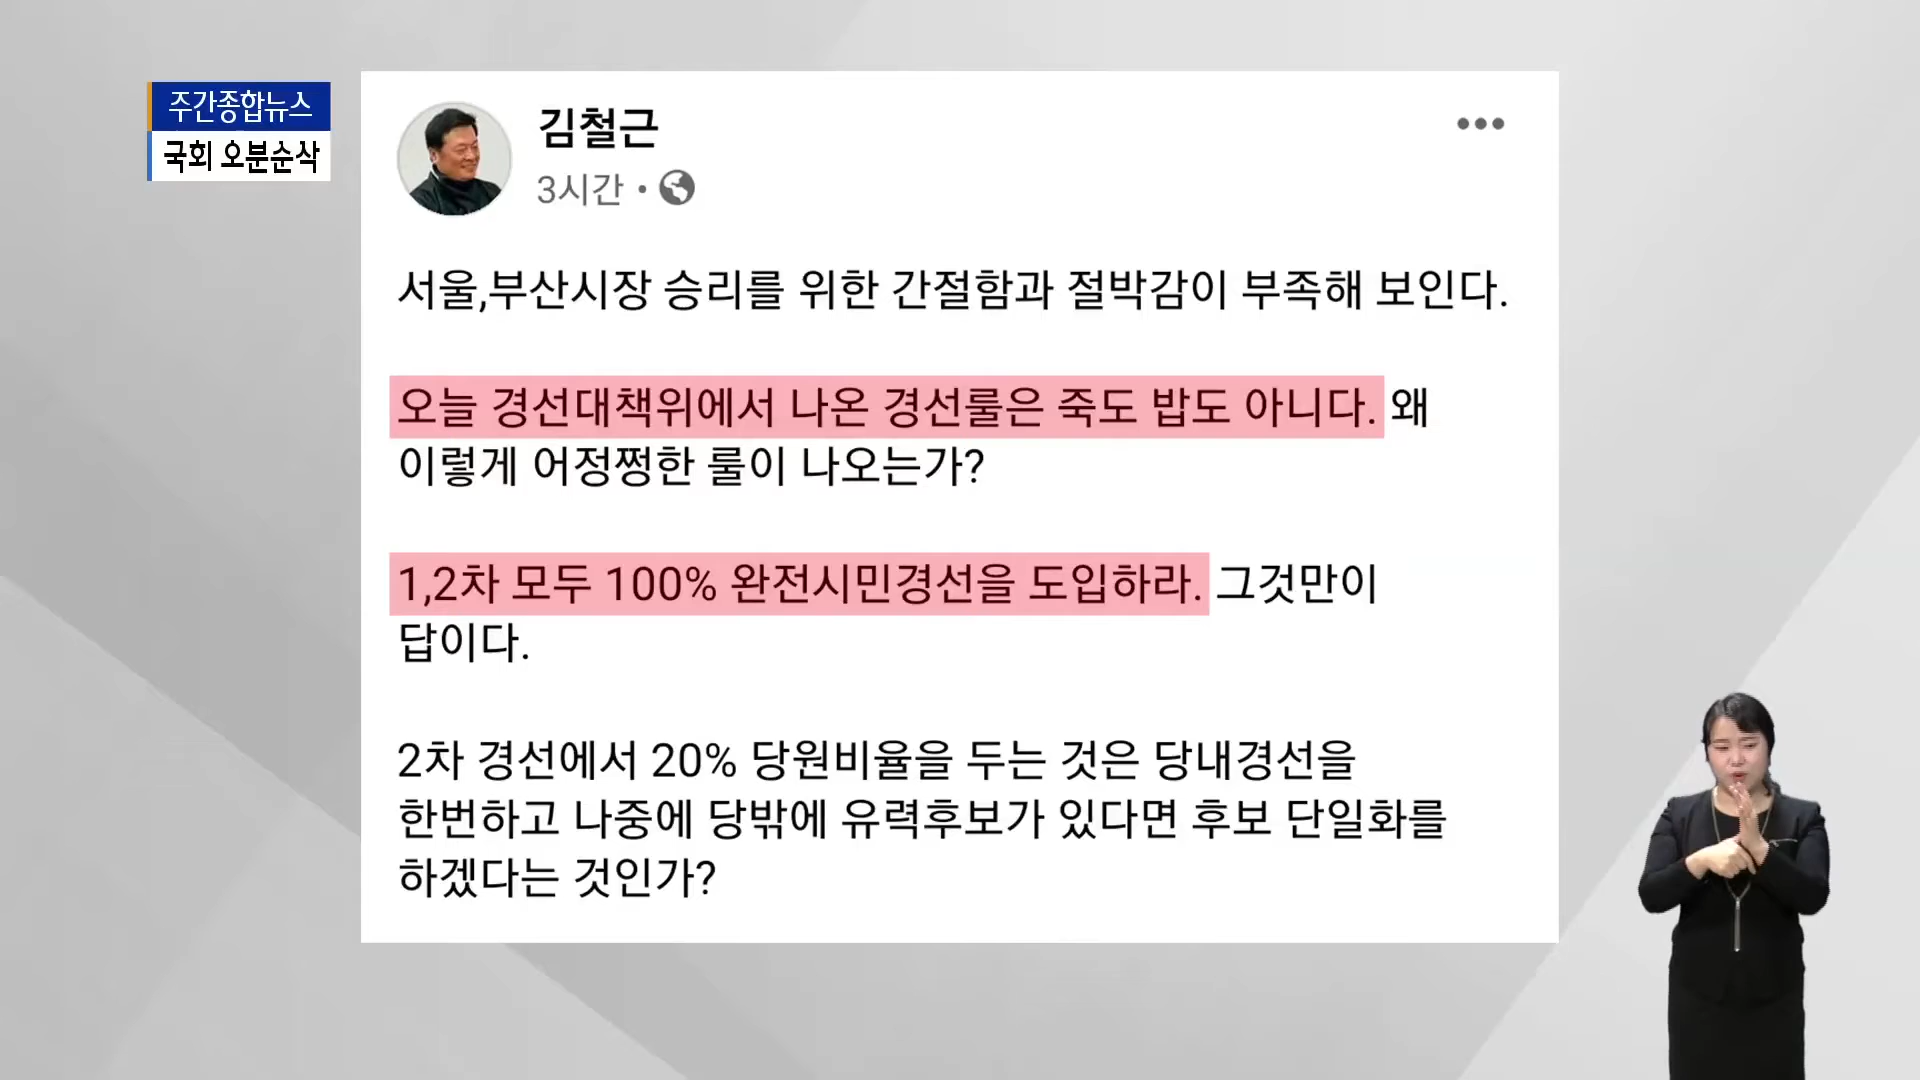 주간종합뉴스
국회 오분순삭
김철근
3시간 •
서울,부산시장 승리를 위한 간절함과 절박감이 부족해 보인다.
오늘 경선대책위에서 나온 경선룰은 죽도 밥도 아니다. 왜
이렇게 어정쩡한 룰이 나오는가?
1,2차 모두 100% 완전시민경선을 도입하라. 그것만이
답이다.
2차 경선에서 20% 당원비율을 두는 것은 당내경선을
한번하고 나중에 당밖에 유력후보가 있다면 후보 단일화를
하겠다는 것인가?